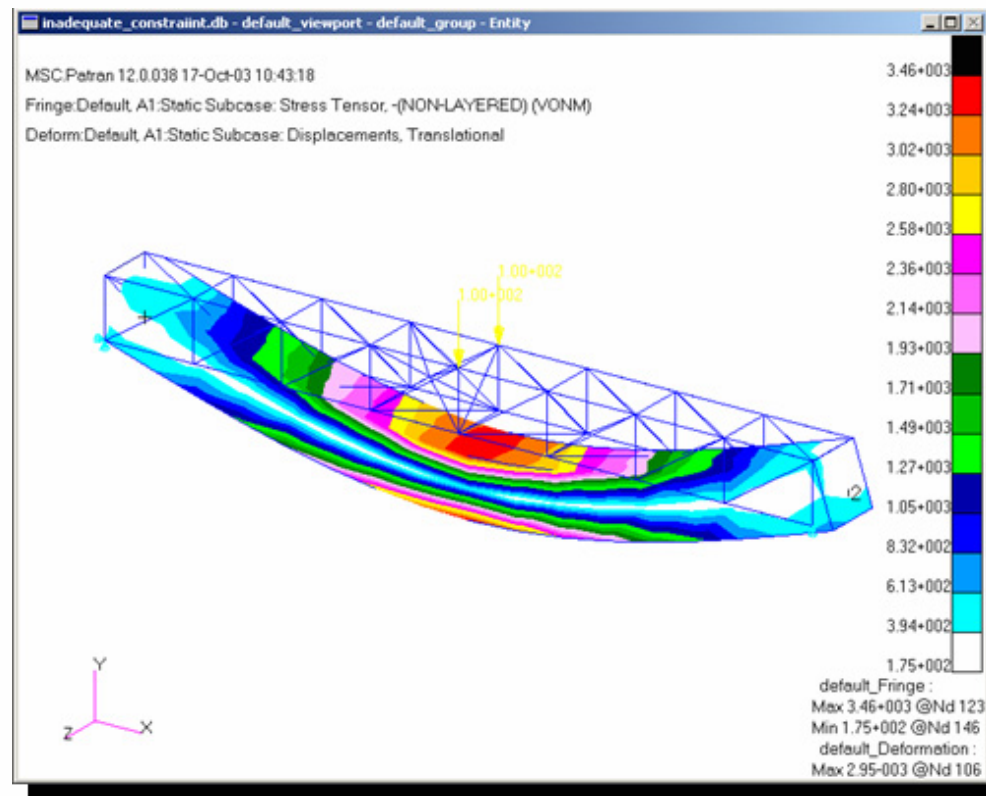 inadequate_constraiint.db - default_viewport - default_group - Entity
MSC.Patran 12.0.038 17-Oct-03 10:43:18
Fringe:Default, A1:Static Subcase: Stress Tensor, -(NON-LAYERED) (VONM)
Deform:Default, A1:Static Subcase: Displacements, Translational
3.46+003
3.24+003
3.02+003
2.80+003
2.58+003
2.36+003
2.14+003
1.93+003
1.71+003
1.49+003
1.27+003
1.05+003
8.32+002
6.13+002
3.94+002
1.75+002
1.00+002
1.00+002
Y
Z
X
default_Fringe :
Max 3.46+003 @Nd 123
Min 1.75+002 @Nd 146
default_Deformation :
Max 2.95-003 @Nd 106